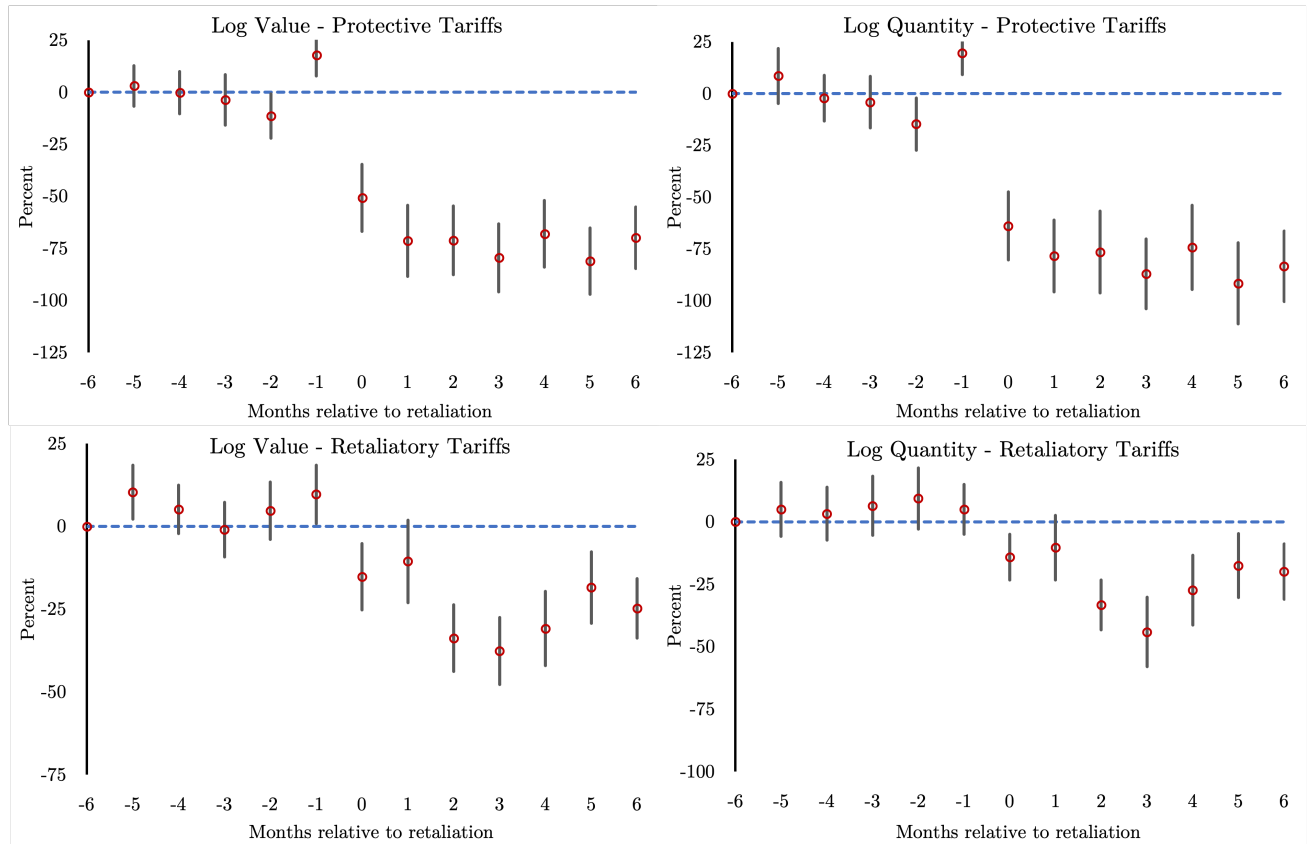 Log Value - Protective Tariffs
25
0
-25
-50
-75
-100
-125
Percent
-6 -5 -4 -3 -2 -1 0 1 2 3 4 5 6
Months relative to retaliation
Log Quantity - Protective Tariffs
25
0
-25
-50
-75
-100
-125
Percent
-6 -5 -4 -3 -2 -1 0 1 2 3 4 5 6
Months relative to retaliation
Log Value - Retaliatory Tariffs
25
0
-25
-50
-75
Percent
-6 -5 -4 -3 -2 -1 0 1 2 3 4 5 6
Months relative to retaliation
Log Quantity - Retaliatory Tariffs
25
0
-25
-50
-75
-100
Percent
-6 -5 -4 -3 -2 -1 0 1 2 3 4 5 6
Months relative to retaliation